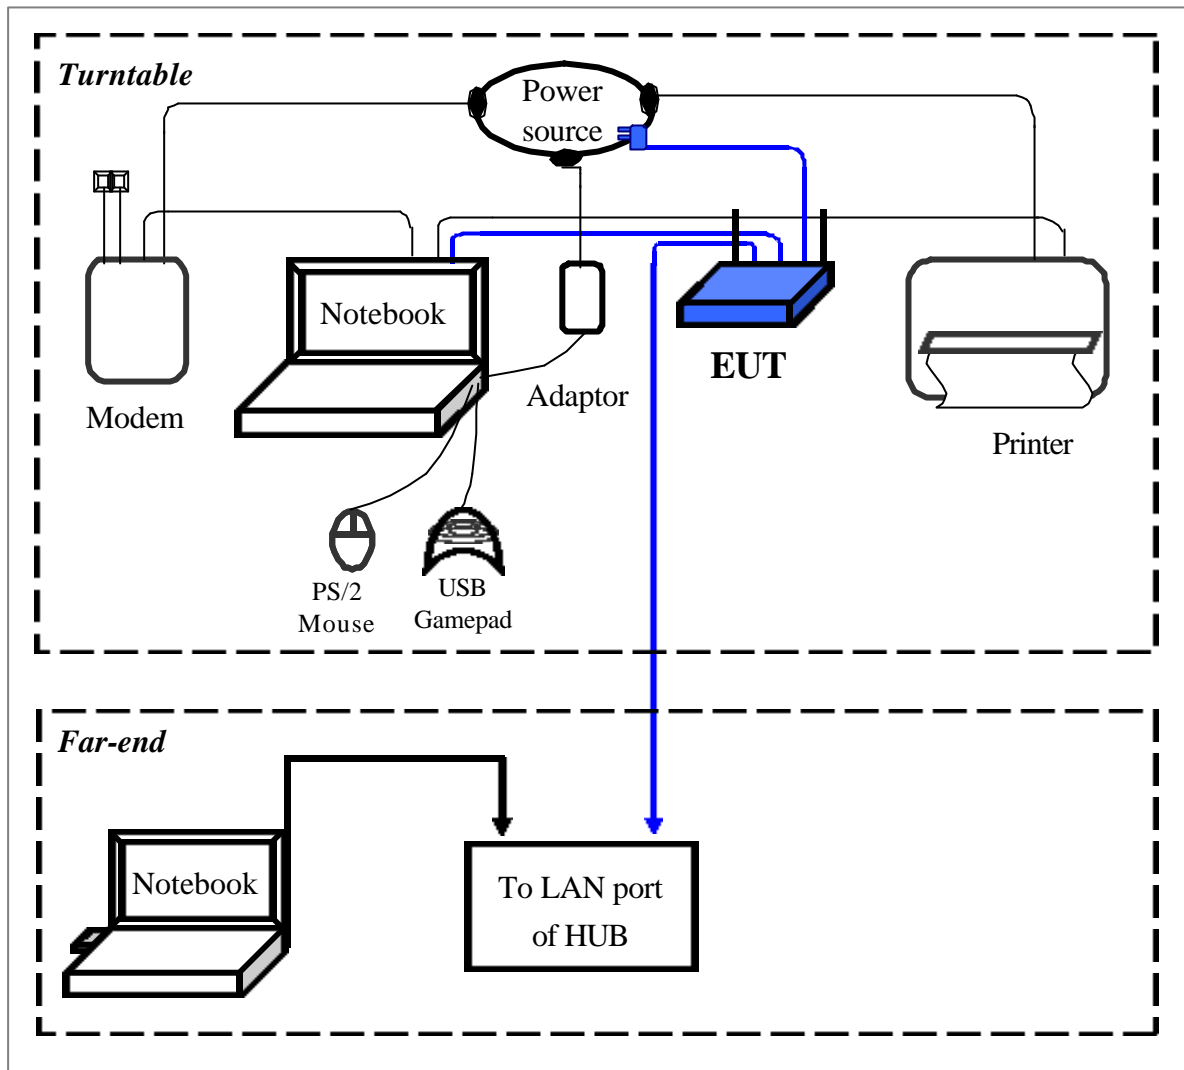 Turntable
Power
source
Notebook
EUT
Adaptor
Modem
Printer
PS/2
Mouse
USB
Gamepad
Far-end
Notebook
To LAN port
of HUB